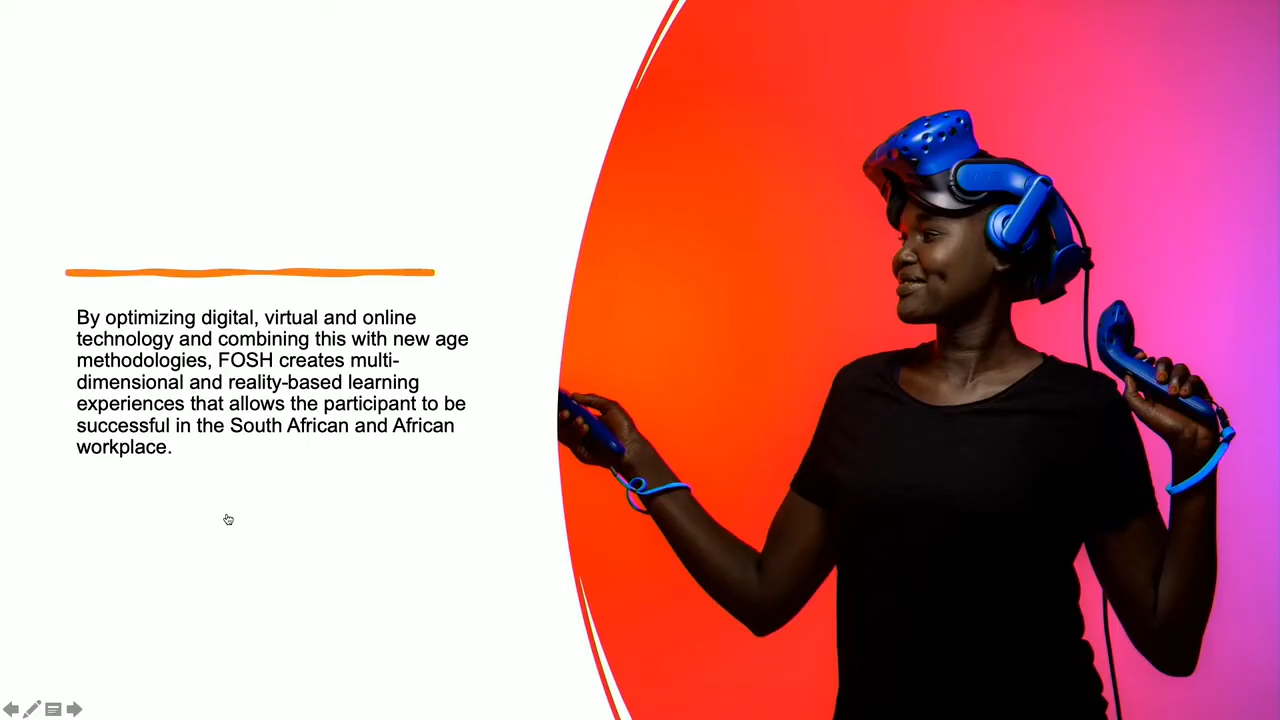 By optimizing digital, virtual and online
technology and combining this with new age
methodologies, FOSH creates multi-
dimensional and reality-based learning
experiences that allows the participant to be
successful in the South African and African
workplace.